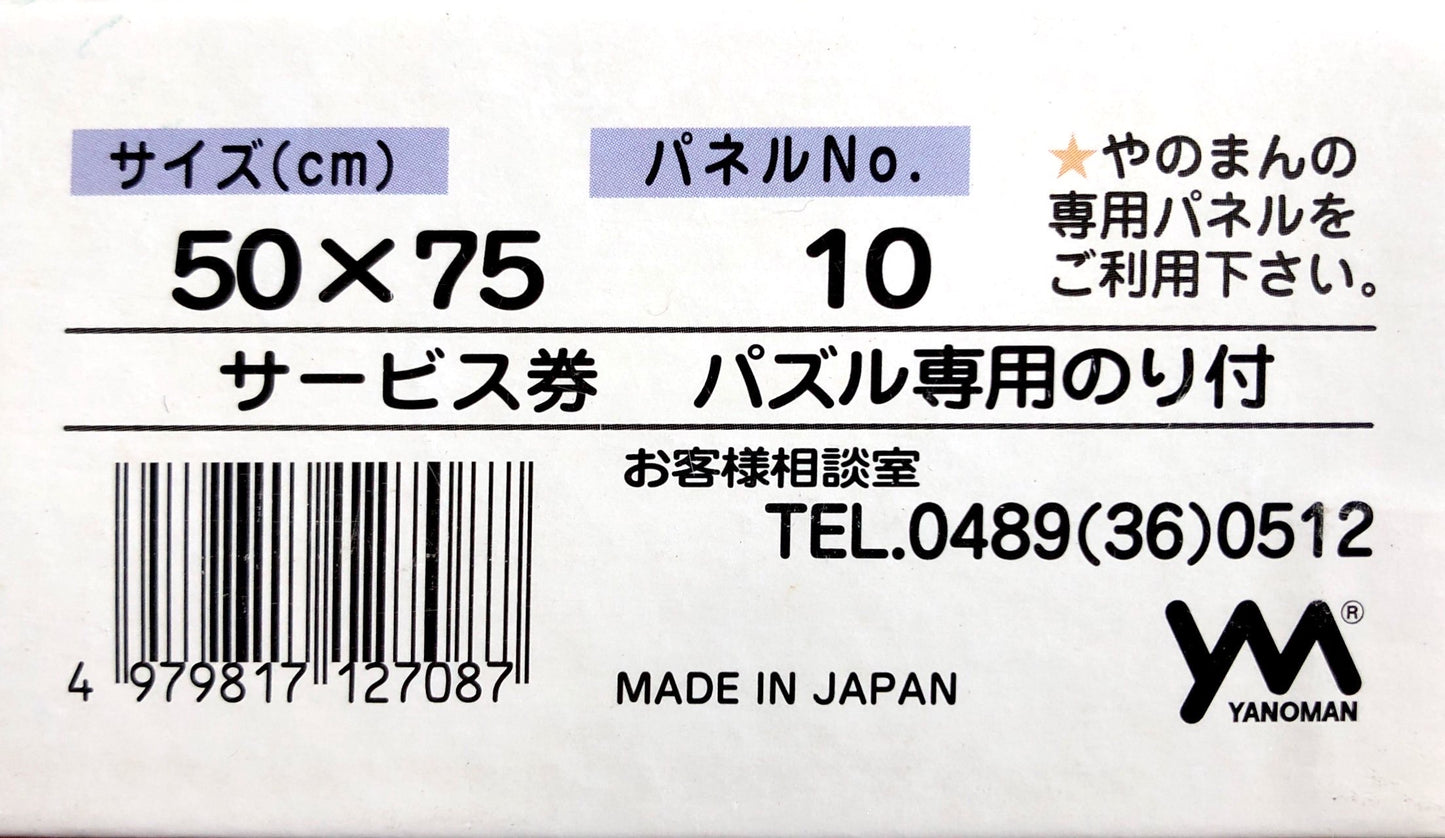 サイズ(cm)
50×75
パネルNo.
10
★やのまんの
専用パネルを
ご利用下さい。
サービス券　パズル専用のり付
お客様相談室
TEL.0489(36)0512
4 979817 127087
MADE IN JAPAN
YM®
YANOMAN